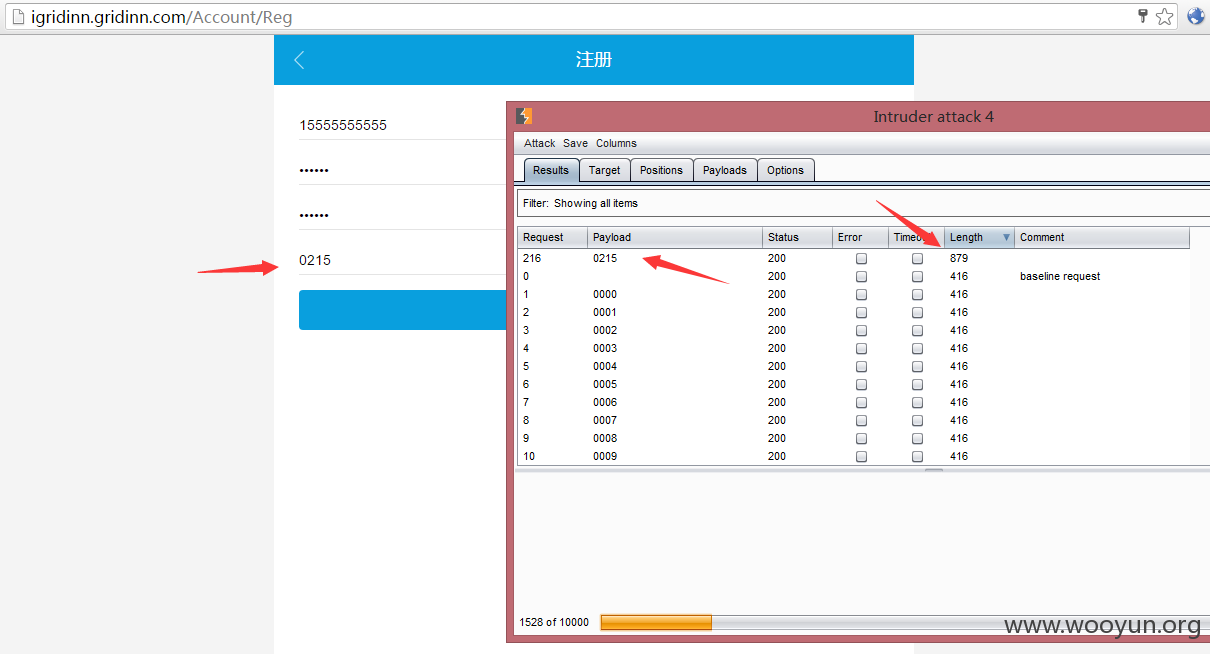 igridinn.gridinn.com/Account/Reg
注册
15555555555
••••••
••••••
0215
Intruder attack 4
Attack Save Columns
Results Target Positions Payloads Options
Filter: Showing all items
Request Payload Status Error Length Comment
216 0215 200 879
0 200 416 baseline request
1 0000 200 416
2 0001 200 416
3 0002 200 416
4 0003 200 416
5 0004 200 416
6 0005 200 416
7 0006 200 416
8 0007 200 416
9 0008 200 416
10 0009 200 416
1528 of 10000
www.wooyun.org